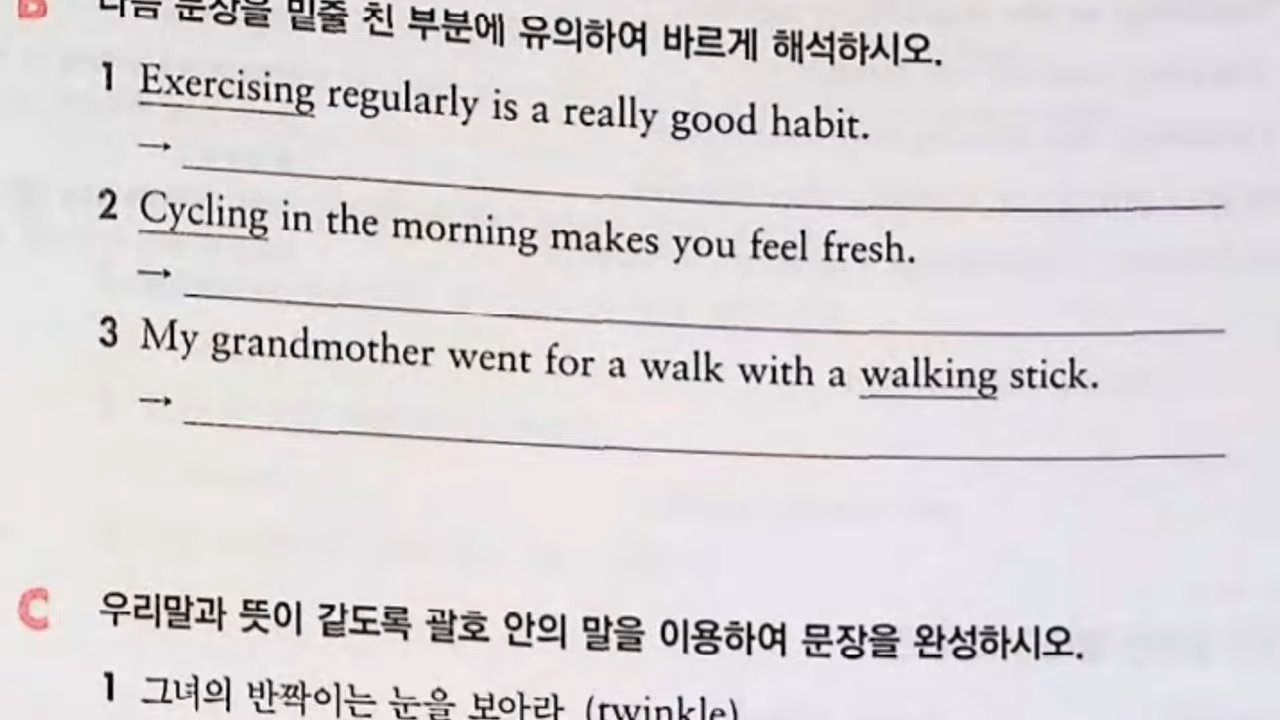 B 다음 문장을 밑줄 친 부분에 유의하여 바르게 해석하시오.
1 Exercising regularly is a really good habit.
→
2 Cycling in the morning makes you feel fresh.
→
3 My grandmother went for a walk with a walking stick.
→
C 우리말과 뜻이 같도록 괄호 안의 말을 이용하여 문장을 완성하시오.
1 그녀의 반짝이는 눈을 보아라. (twinkle)